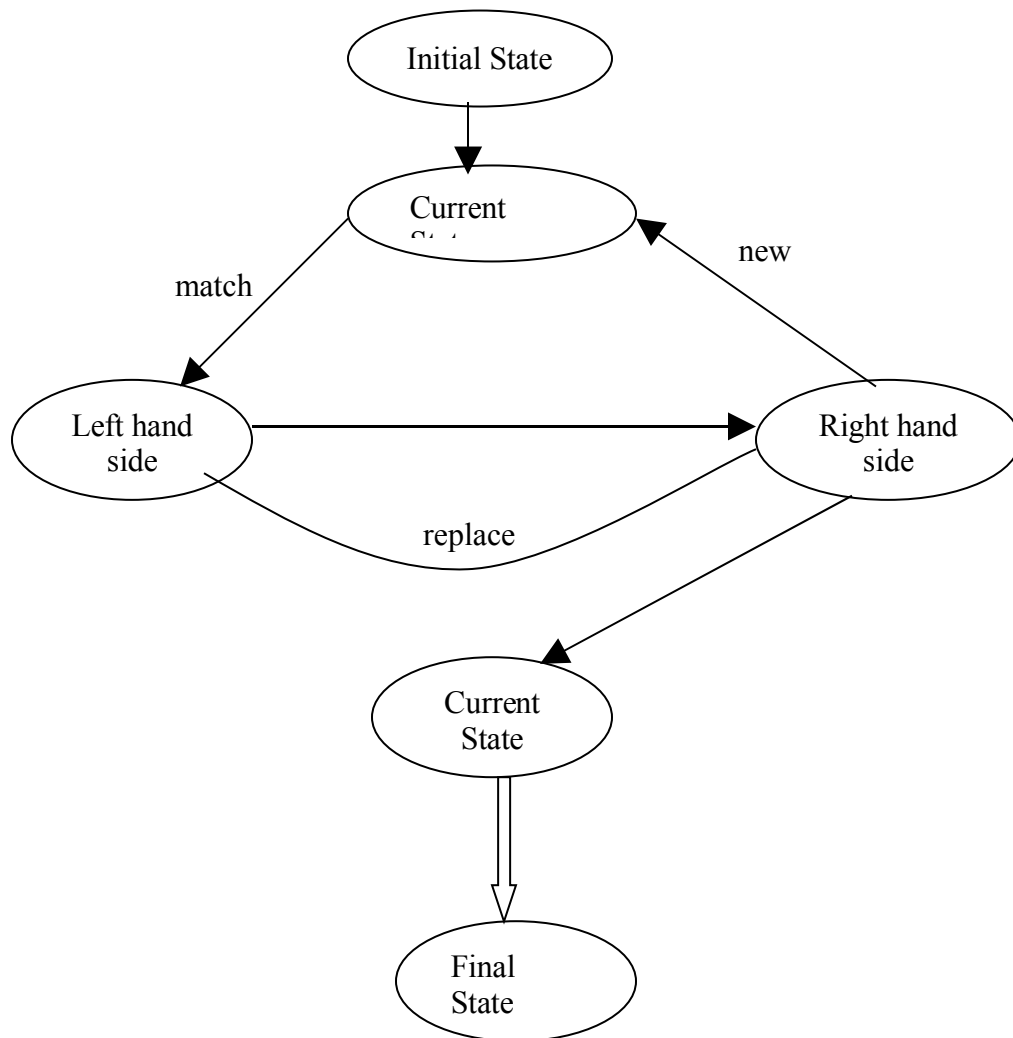 Initial State
Current
new
match
Left hand
side
Right hand
side
replace
Current
State
Final
State